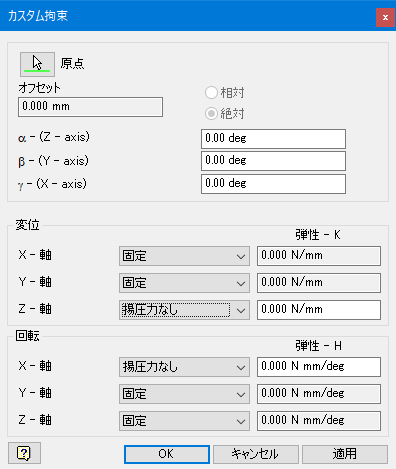 カスタム拘束
x
原点
オフセット
0.000 mm
相対
絶対
α - (Z - axis)
0.00 deg
β - (Y - axis)
0.00 deg
γ - (X - axis)
0.00 deg
変位
弾性 - K
X - 軸 固定 0.000 N/mm
Y - 軸 固定 0.000 N/mm
Z - 軸 揚圧力なし 0.000 N/mm
回転
弾性 - H
X - 軸 揚圧力なし 0.000 N mm/deg
Y - 軸 固定 0.000 N mm/deg
Z - 軸 固定 0.000 N mm/deg
? OK キャンセル 適用